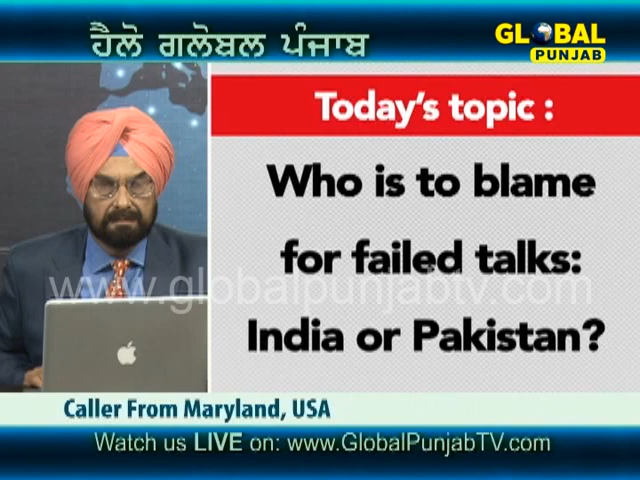 ਹੈਲੋ ਗਲੋਬਲ ਪੰਜਾਬ
GLOBAL
PUNJAB
Today's topic :
Who is to blame
for failed talks:
India or Pakistan?
www.globalpunjabtv.com
Caller From Maryland, USA
Watch us LIVE on: www.GlobalPunjabTV.com